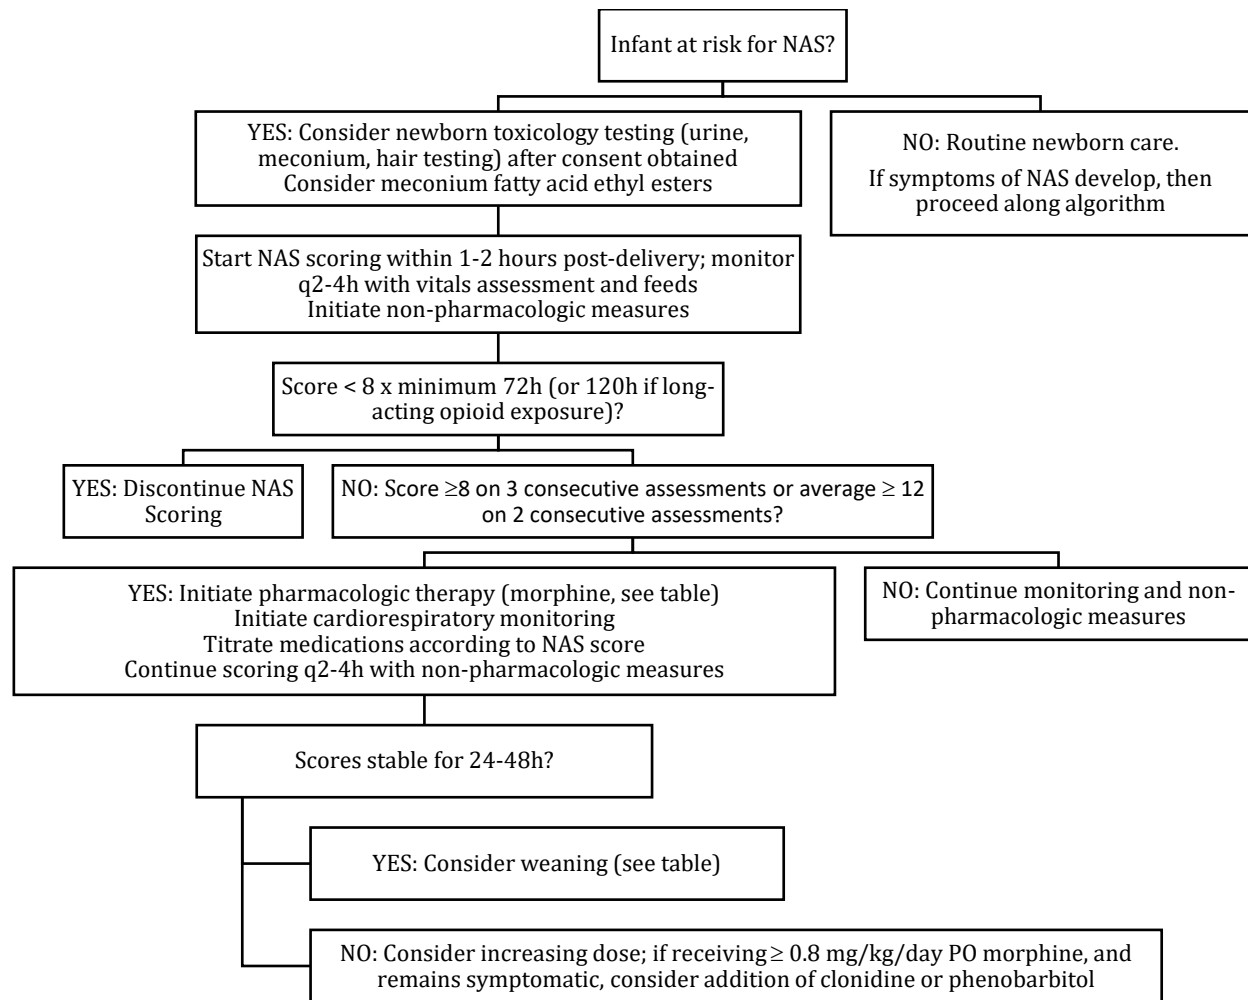 Infant at risk for NAS?
YES: Consider newborn toxicology testing (urine,
meconium, hair testing) after consent obtained
Consider meconium fatty acid ethyl esters
NO: Routine newborn care.
If symptoms of NAS develop, then
proceed along algorithm
Start NAS scoring within 1-2 hours post-delivery; monitor
q2-4h with vitals assessment and feeds
Initiate non-pharmacologic measures
Score < 8 x minimum 72h (or 120h if long-
acting opioid exposure)?
YES: Discontinue NAS
Scoring
NO: Score ≥8 on 3 consecutive assessments or average ≥ 12
on 2 consecutive assessments?
YES: Initiate pharmacologic therapy (morphine, see table)
Initiate cardiorespiratory monitoring
Titrate medications according to NAS score
Continue scoring q2-4h with non-pharmacologic measures
NO: Continue monitoring and non-
pharmacologic measures
Scores stable for 24-48h?
YES: Consider weaning (see table)
NO: Consider increasing dose; if receiving ≥ 0.8 mg/kg/day PO morphine, and
remains symptomatic, consider addition of clonidine or phenobarbitol